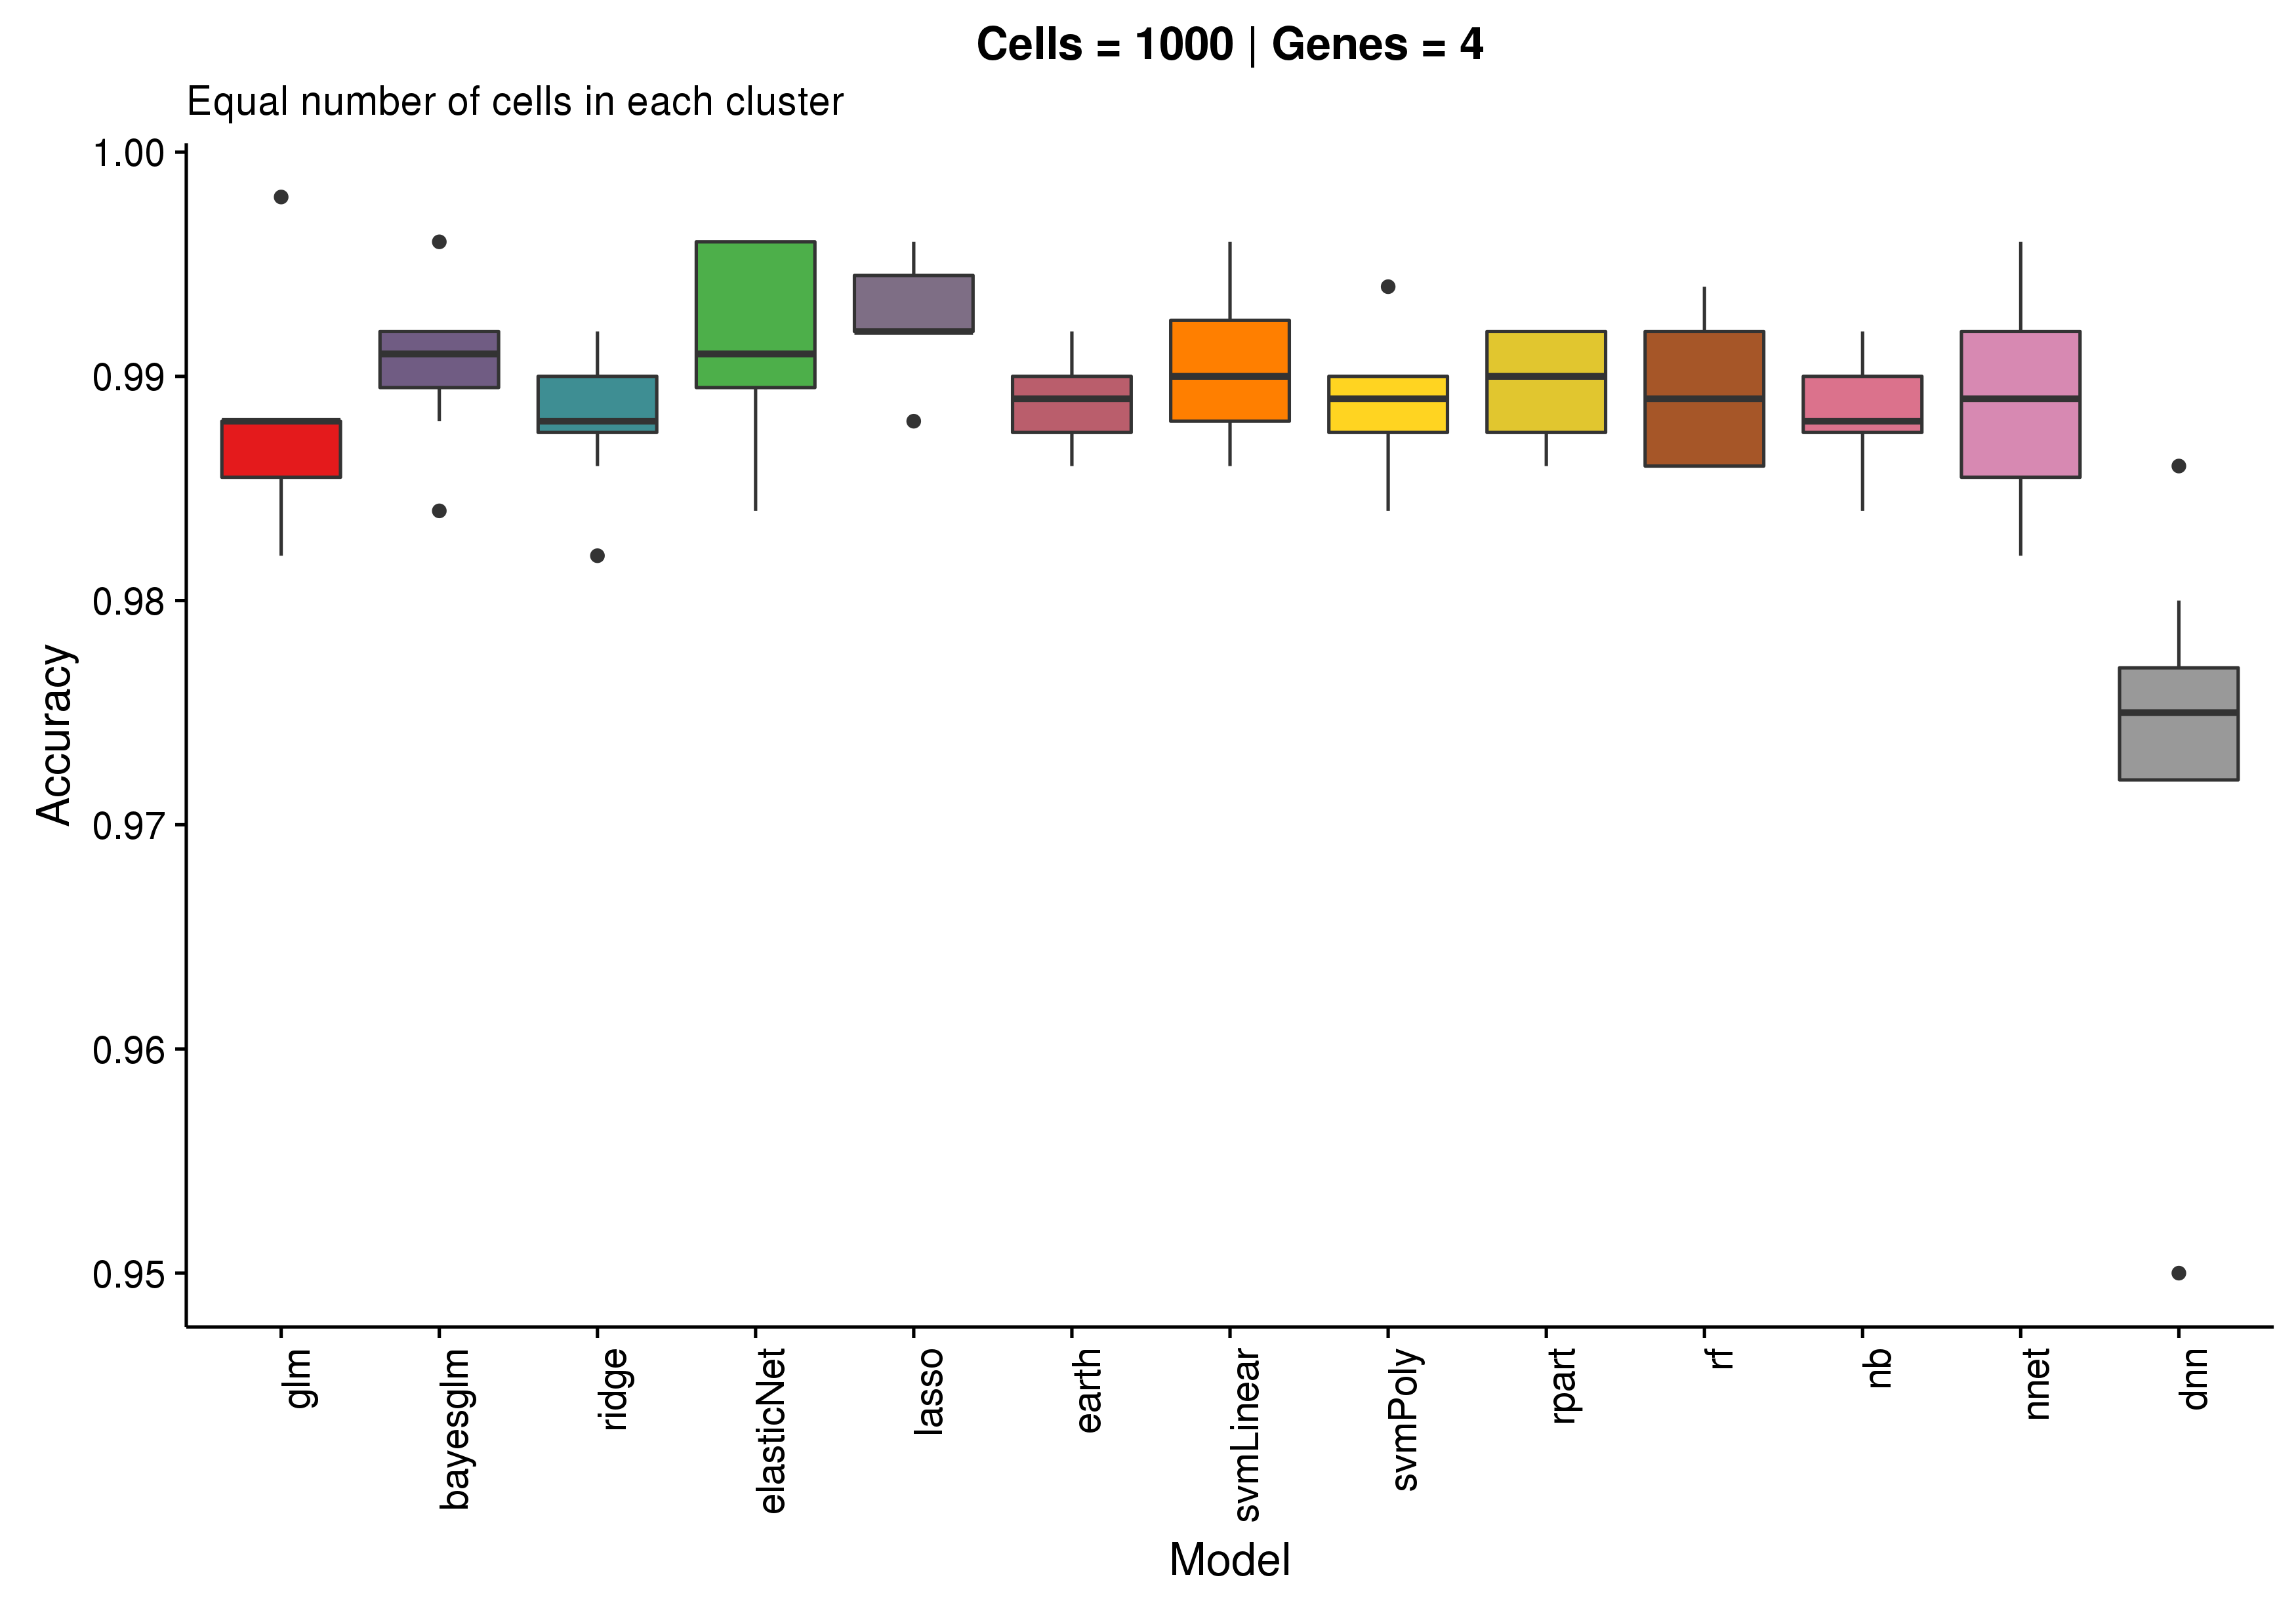 Cells = 1000 | Genes = 4
Equal number of cells in each cluster
1.00
0.99
0.98
0.97
0.96
0.95
Accuracy
glm
bayesglm
ridge
elasticNet
lasso
earth
svmLinear
svmPoly
rpart
rf
nb
nnet
dnn
Model